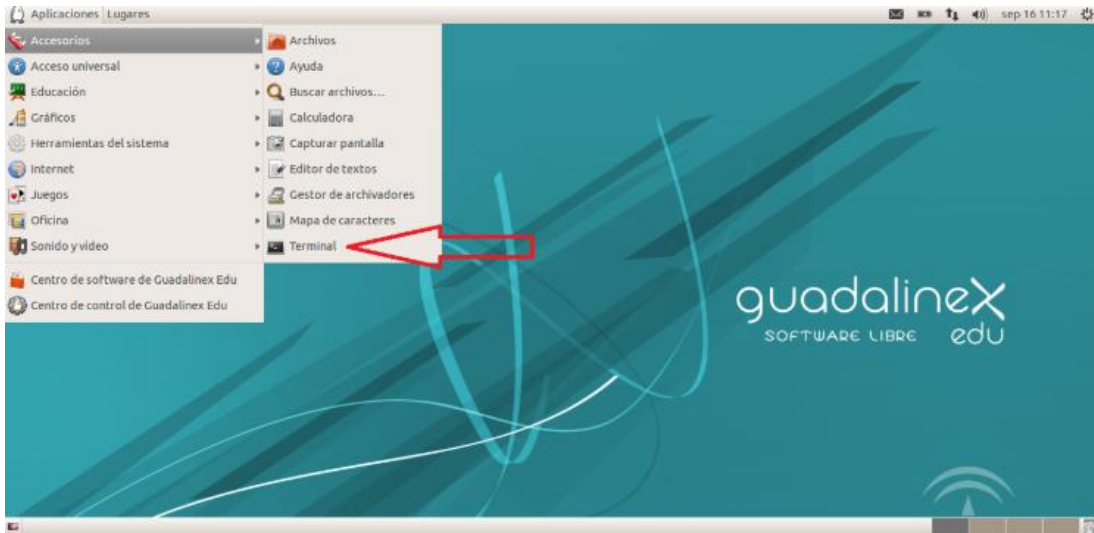 Aplicaciones Lugares
sep 16 11:17
Accesorios
Acceso universal
Educación
Gráficos
Herramientas del sistema
Internet
Juegos
Oficina
Sonido y vídeo
Centro de software de Guadalinex Edu
Centro de control de Guadalinex Edu
Archivos
Ayuda
Buscar archivos...
Calculadora
Capturar pantalla
Editor de textos
Gestor de archivadores
Mapa de caracteres
Terminal
guadalinex
SOFTWARE LIBRE edu